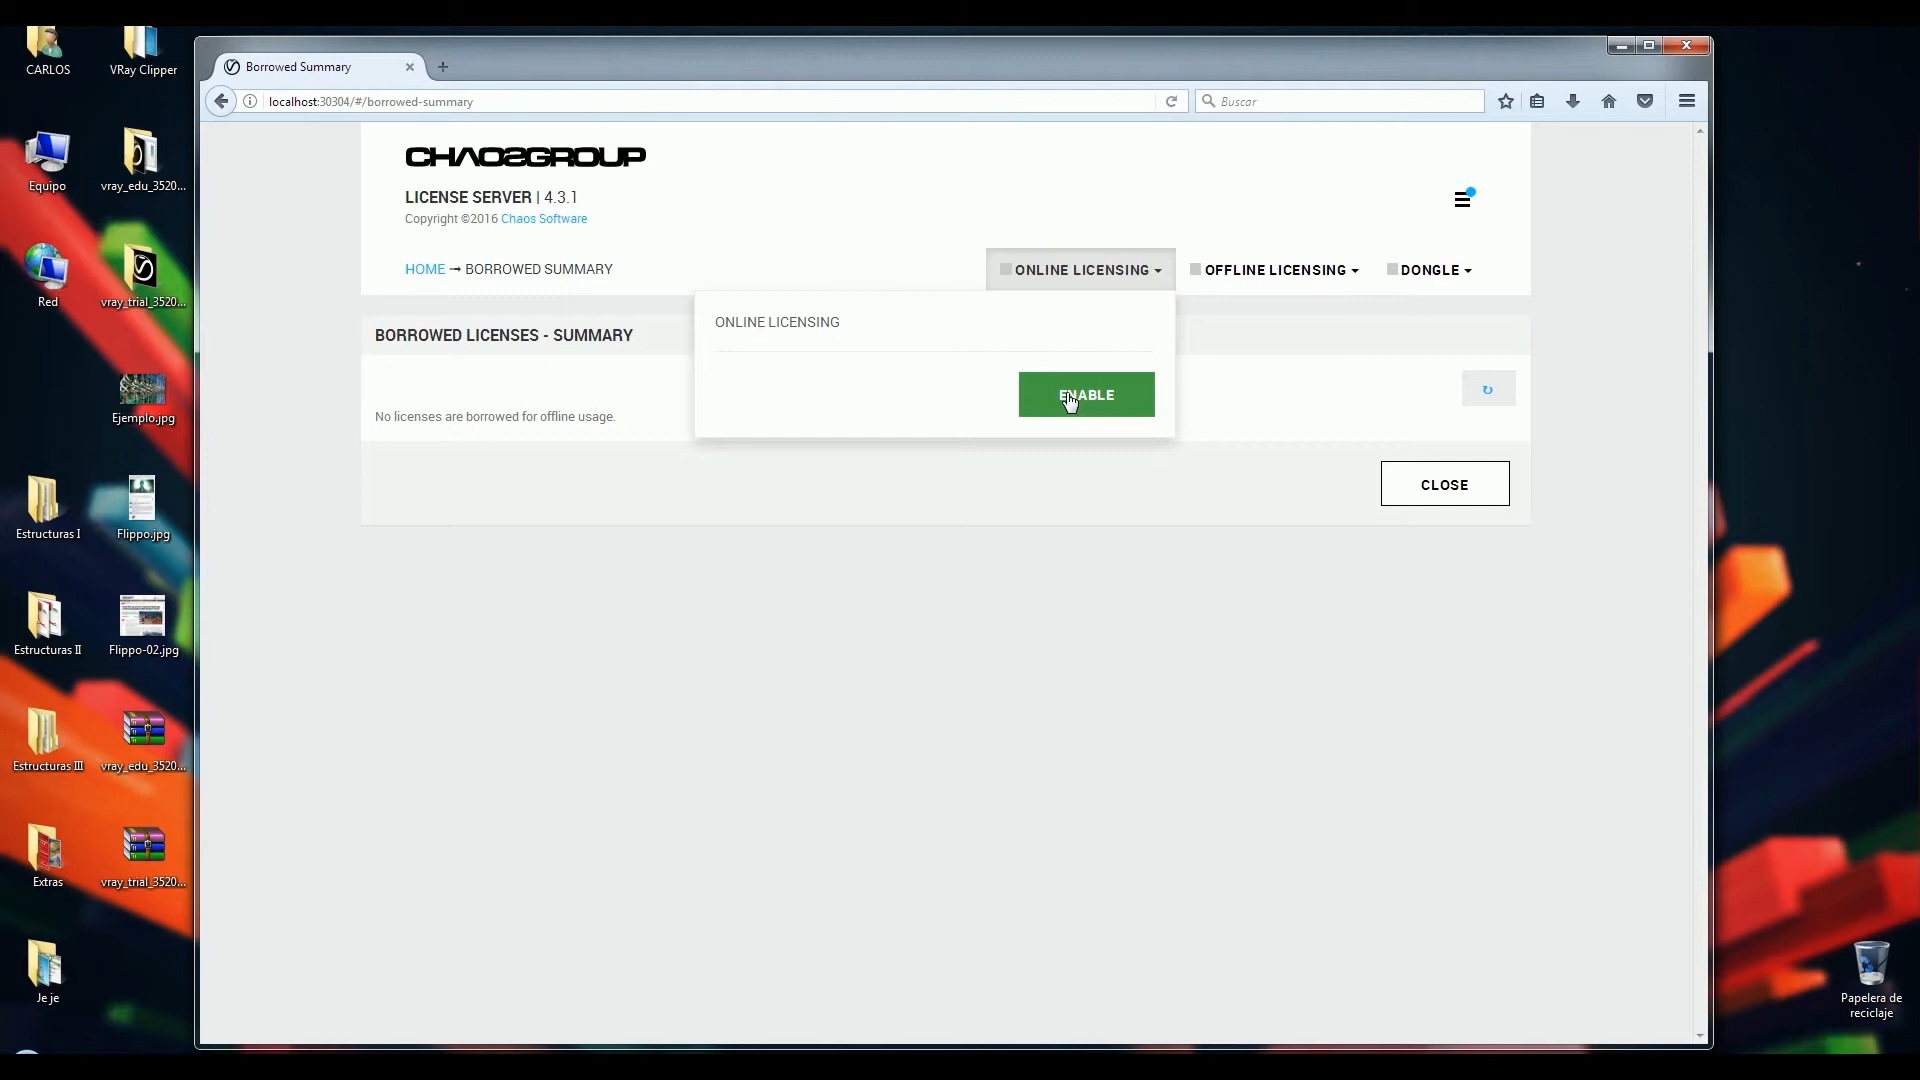 CARLOS
VRay Clipper
Equipo
vray_edu_3520...
Red
vray_trial_3520...
Ejemplo.jpg
Estructuras I
Flippo.jpg
Estructuras II
Flippo-02.jpg
Estructuras III
vray_edu_3520...
Extras
vray_trial_3520...
Je je
Borrowed Summary
localhost:30304/#/borrowed-summary
Buscar
CHAOSGROUP
LICENSE SERVER | 4.3.1
Copyright ©2016 Chaos Software
HOME ➞ BORROWED SUMMARY
ONLINE LICENSING
OFFLINE LICENSING
DONGLE
ONLINE LICENSING
ENABLE
BORROWED LICENSES - SUMMARY
No licenses are borrowed for offline usage.
CLOSE
Papelera de
reciclaje